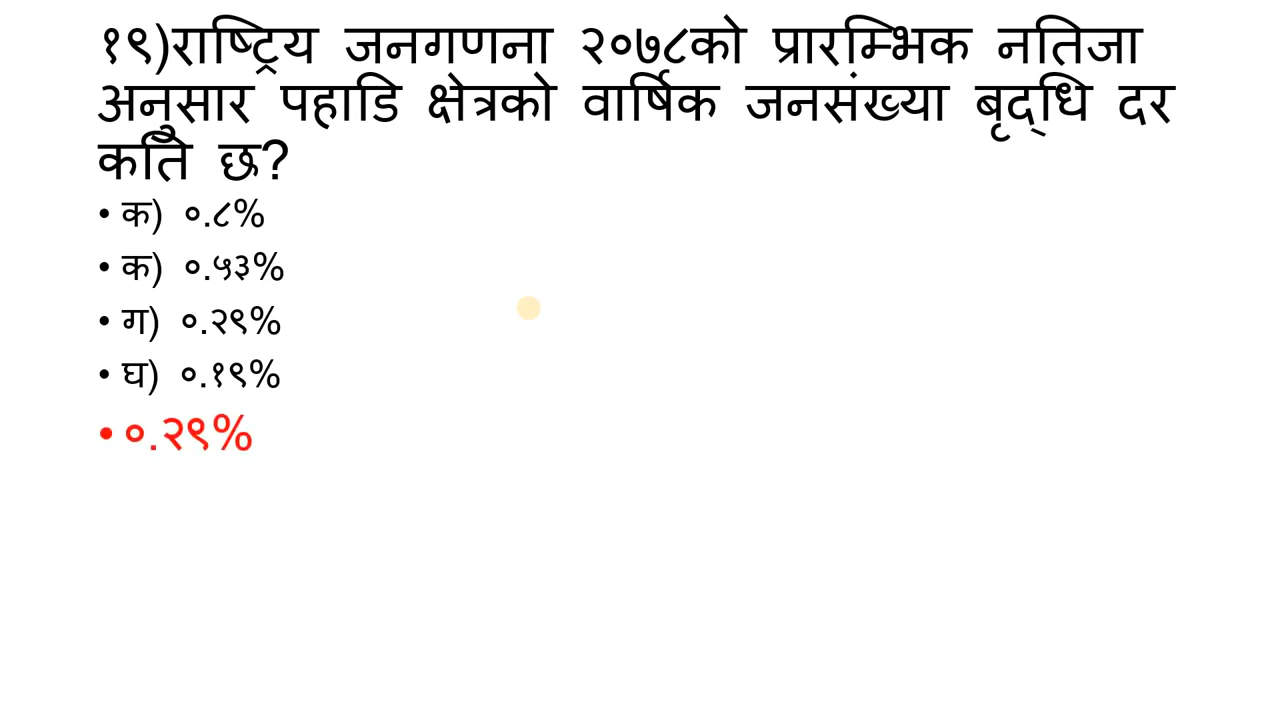 १९)राष्ट्रिय जनगणना २०७८को प्रारम्भिक नतिजा
अनुसार पहाडि क्षेत्रको वार्षिक जनसंख्या बृद्धि दर
कति छ?
• क) ०.८%
• क) ०.५३%
• ग) ०.२९%
• घ) ०.१९%
• ०.२९%